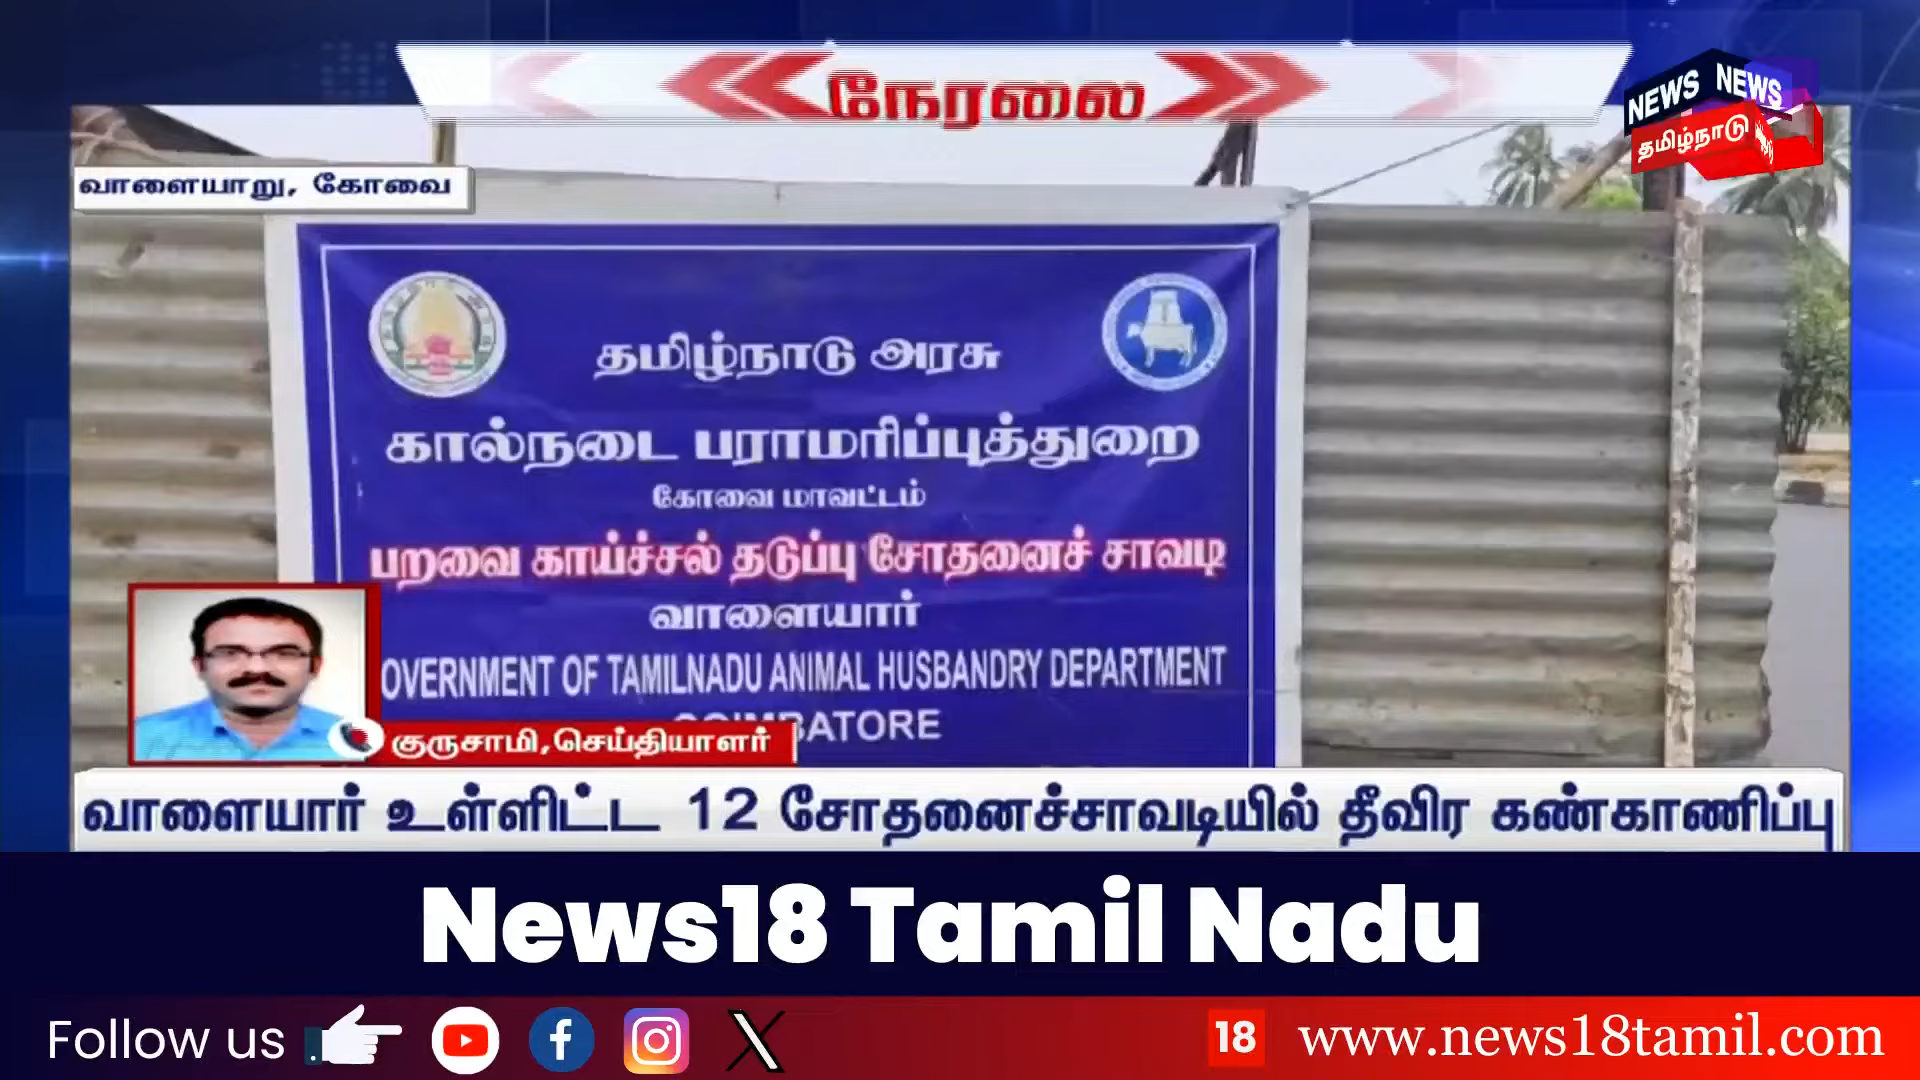 நேரலை
NEWS NEWS
தமிழ்நாடு
வாளையாறு, கோவை
தமிழ்நாடு அரசு
கால்நடை பராமரிப்புத்துறை
கோவை மாவட்டம்
பறவை காய்ச்சல் தடுப்பு சோதனைச் சாவடி
வாளையார்
OVERNMENT OF TAMILNADU ANIMAL HUSBANDRY DEPARTMENT
குருசாமி,செய்தியாளர்
வாளையார் உள்ளிட்ட 12 சோதனைச்சாவடியில் தீவிர கண்காணிப்பு
News18 Tamil Nadu
Follow us
18 www.news18tamil.com